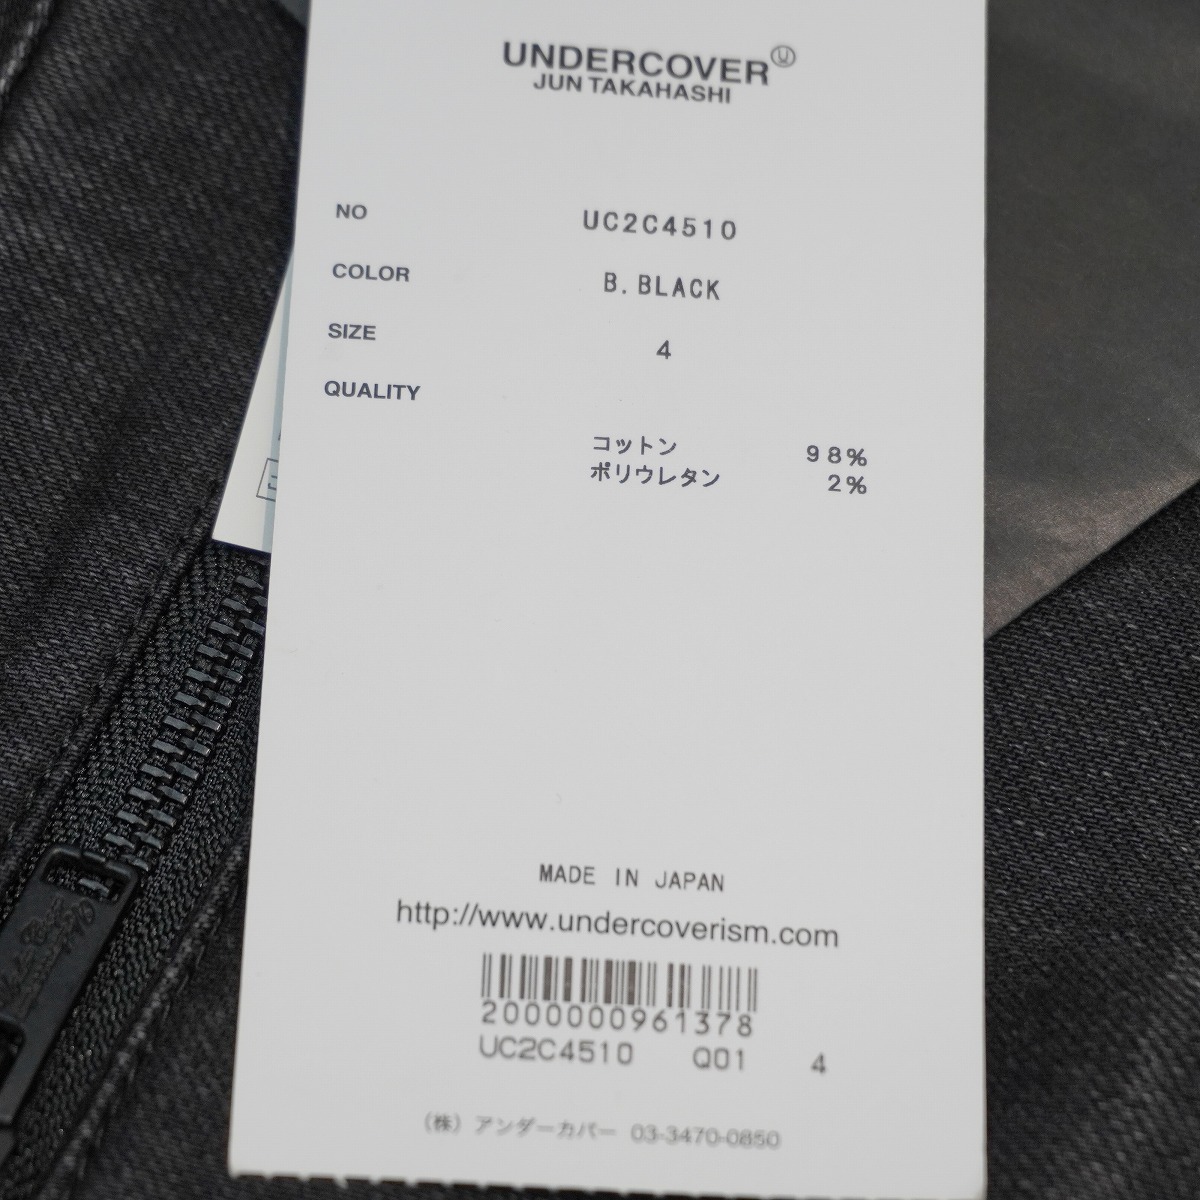 UNDERCOVER Ⓤ
JUN TAKAHASHI
NO UC2C4510
COLOR B.BLACK
SIZE 4
QUALITY
コットン 98%
ポリウレタン 2%
MADE IN JAPAN
http://www.undercoverism.com
2000000961378
UC2C4510 Q01 4
(株) アンダーカバー 03-3470-0850